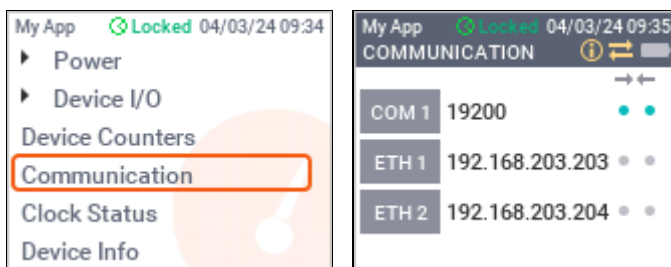 My App Locked 04/03/24 09:34
Power
Device I/O
Device Counters
Communication
Clock Status
Device Info
My App Locked 04/03/24 09:35
COMMUNICATION
COM 1 19200
ETH 1 192.168.203.203
ETH 2 192.168.203.204